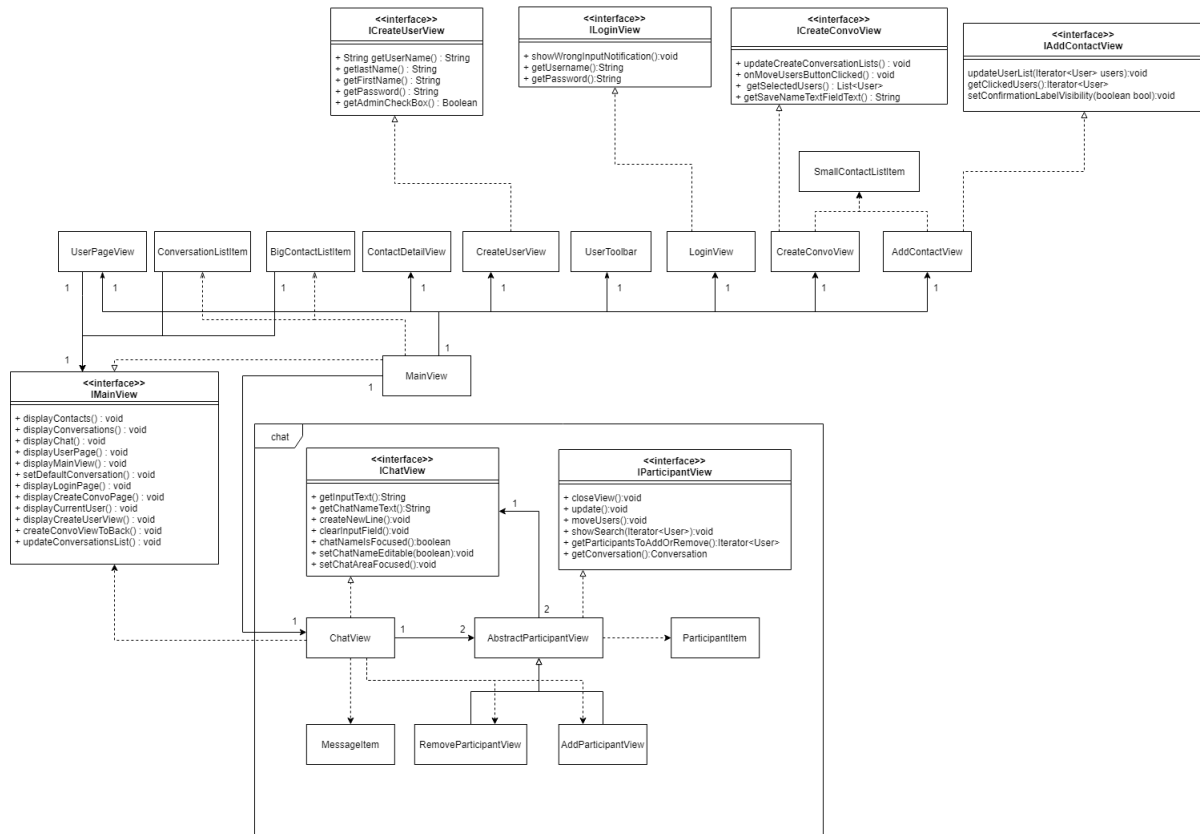 <<interface>>
ICreateUserView
+ String getUserName() : String
+ getlastName() : String
+ getFirstName() : String
+ getPassword() : String
+ getAdminCheckBox() : Boolean
<<interface>>
ILoginView
+ showWrongInputNotification():void
+ getUsername():String
+ getPassword():String
<<interface>>
ICreateConvoView
+ updateCreateConversationLists() : void
+ onMoveUsersButtonClicked() : void
+ getSelectedUsers() : List<User>
+ getSaveNameTextFieldText() : String
<<interface>>
IAddContactView
updateUserList(Iterator<User> users):void
getClickedUsers():Iterator<User>
setConfirmationLabelVisibility(boolean bool):void
SmallContactListItem
UserPageView
ConversationListItem
BigContactListItem
ContactDetailView
CreateUserView
UserToolbar
LoginView
CreateConvoView
AddContactView
1
1
1
1
1
1
1
1
1
1
1
MainView
1
<<interface>>
IMainView
+ displayContacts() : void
+ displayConversations() : void
+ displayChat() : void
+ displayUserPage() : void
+ displayMainView() : void
+ setDefaultConversation() : void
+ displayLoginPage() : void
+ displayCreateConvoPage() : void
+ displayCurrentUser() : void
+ displayCreateUserView() : void
+ createConvoViewToBack() : void
+ updateConversationsList() : void
chat
<<interface>>
IChatView
+ getInputText():String
+ getChatNameText():String
+ createNewLine():void
+ clearInputField():void
+ chatNameIsFocused():boolean
+ setChatNameEditable(boolean):void
+ setChatAreaFocused():void
1
<<interface>>
IParticipantView
+ closeView():void
+ update():void
+ moveUsers():void
+ showSearch(Iterator<User>):void
+ getParticipantsToAddOrRemove():Iterator<User>
+ getConversation():Conversation
1
2
ChatView
1
2
AbstractParticipantView
ParticipantItem
MessageItem
RemoveParticipantView
AddParticipantView